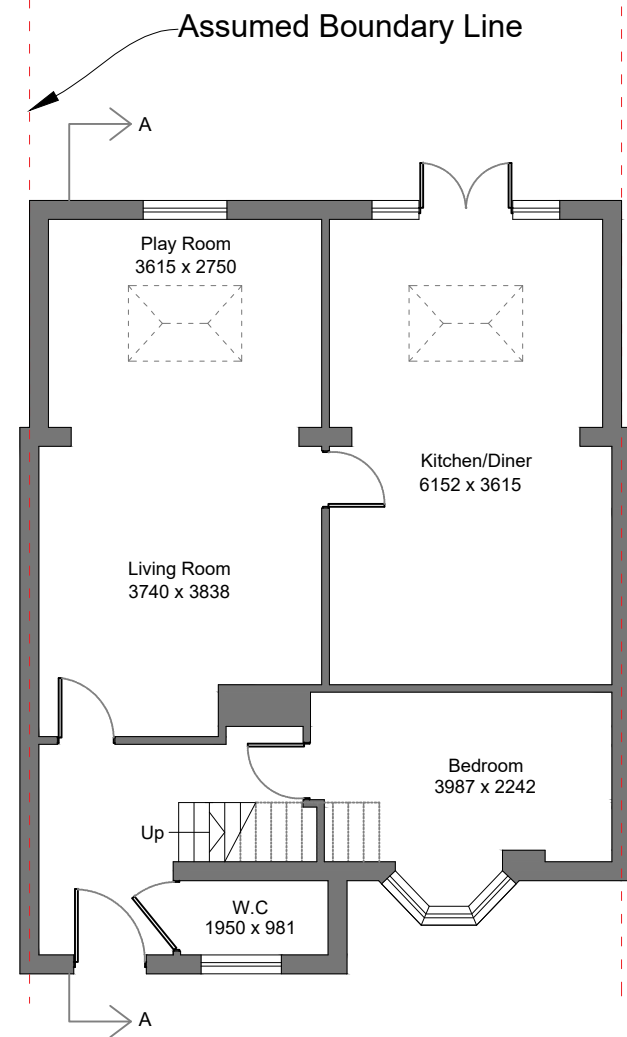 Assumed Boundary Line
A
Play Room
3615 x 2750
Kitchen/Diner
6152 x 3615
Living Room
3740 x 3838
Bedroom
3987 x 2242
Up
W.C
1950 x 981
A